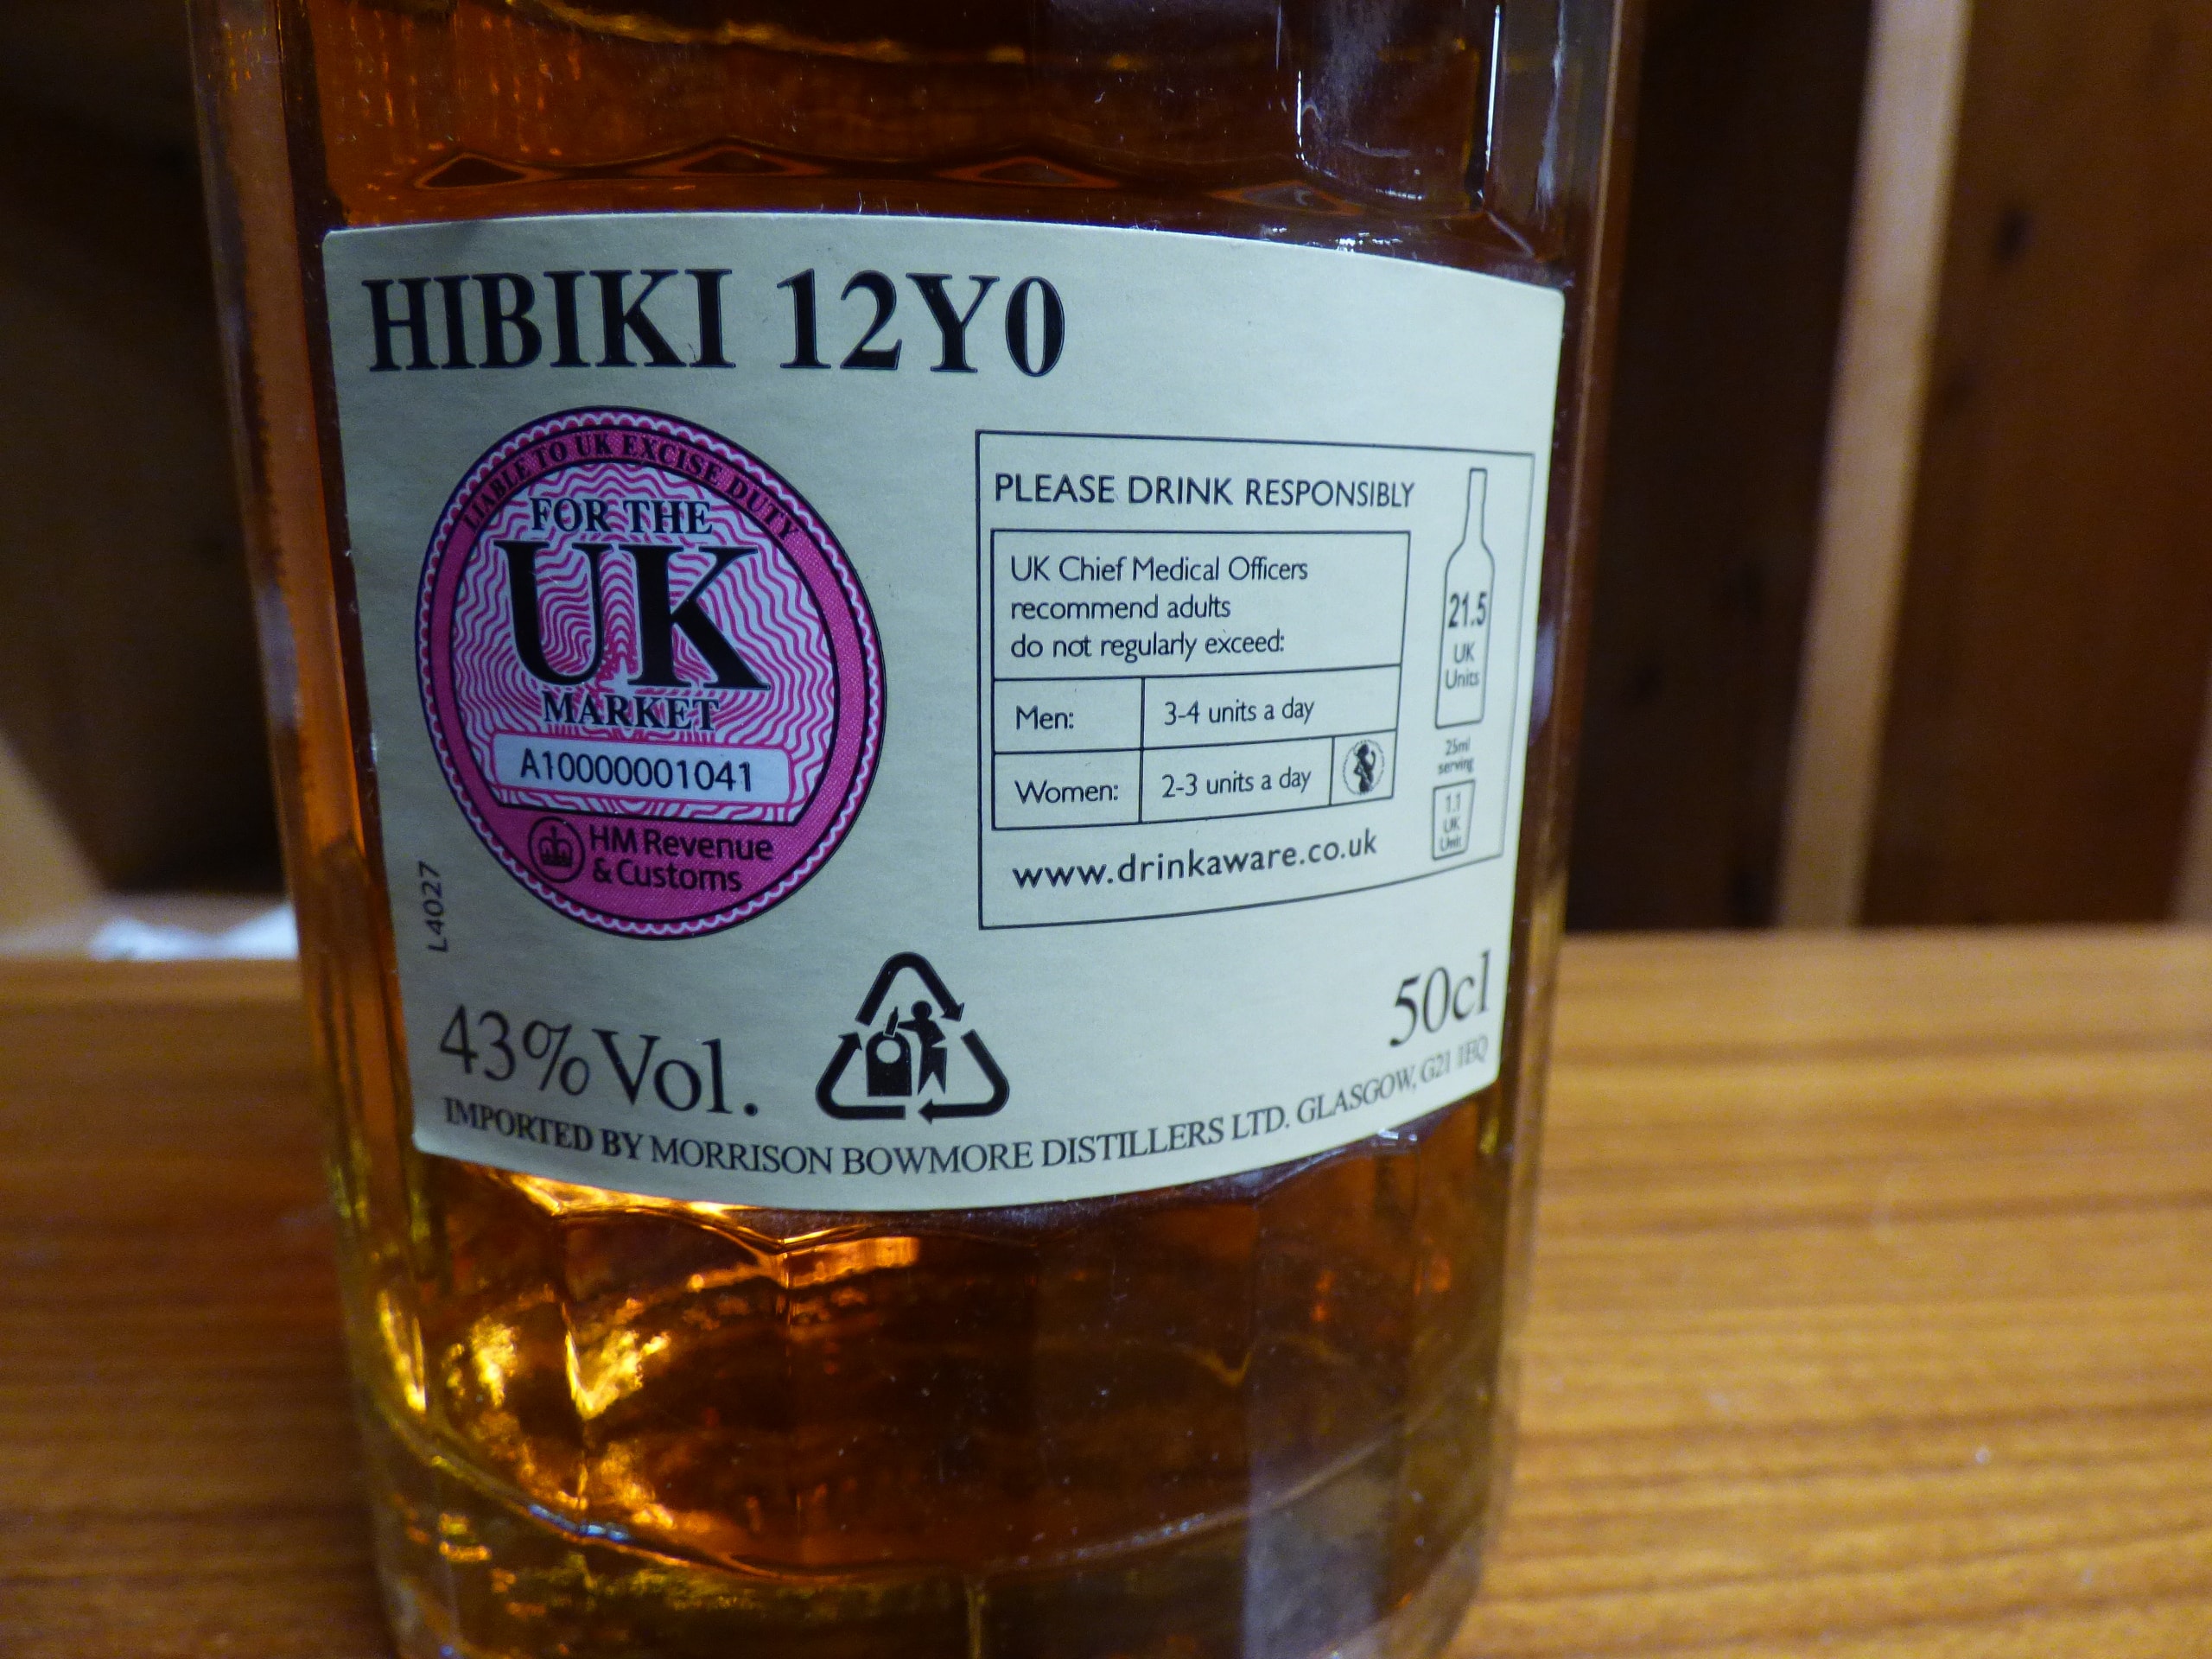 HIBIKI 12Y0
LIABLE TO UK EXCISE DUTY
FOR THE
UK
MARKET
A10000001041
HM Revenue
& Customs
L4027
PLEASE DRINK RESPONSIBLY
UK Chief Medical Officers
recommend adults
do not regularly exceed:
Men: 3-4 units a day
Women: 2-3 units a day
www.drinkaware.co.uk
21.5
UK
Units
25ml
serving
1.1
UK
Unit
43%Vol.
50cl
IMPORTED BY MORRISON BOWMORE DISTILLERS LTD. GLASGOW, G21 1EQ